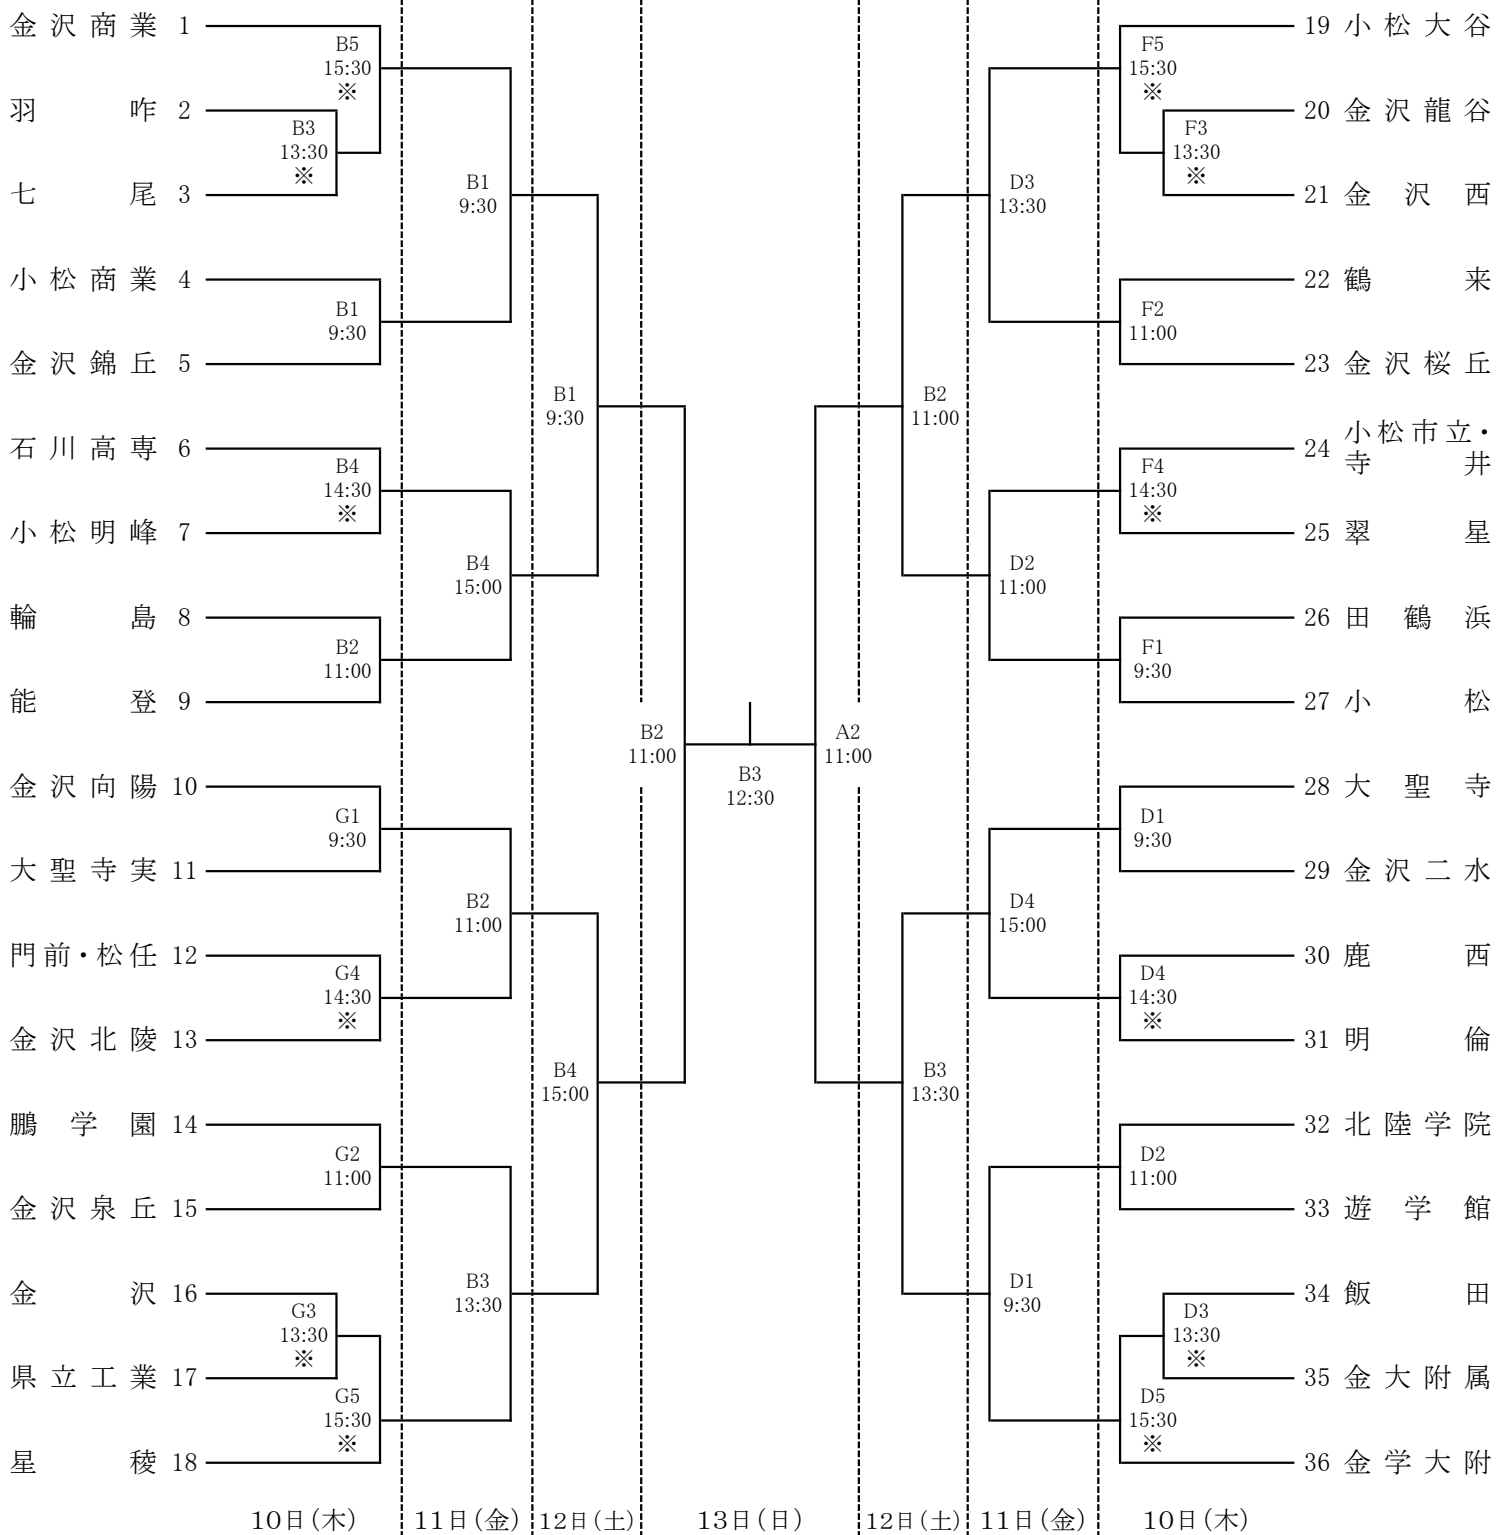 金沢商業 1
B5
15:30
※
羽咋 2
B3
13:30
※
七尾 3
B1
9:30
小松商業 4
B1
9:30
金沢錦丘 5
B1
9:30
石川高専 6
B4
14:30
※
小松明峰 7
B4
15:00
輪島 8
B2
11:00
能登 9
B2
11:00
金沢向陽 10
G1
9:30
大聖寺実 11
B2
11:00
門前・松任 12
G4
14:30
※
金沢北陵 13
B4
15:00
鵬学園 14
G2
11:00
金沢泉丘 15
金沢 16
G3
13:30
※
B3
13:30
県立工業 17
G5
15:30
※
星稜 18
B3
12:30
19 小松大谷
F5
15:30
※
20 金沢龍谷
F3
13:30
※
21 金沢西
D3
13:30
22 鶴来
F2
11:00
23 金沢桜丘
B2
11:00
24 小松市立・
寺井
F4
14:30
※
25 翠星
D2
11:00
26 田鶴浜
F1
9:30
27 小松
A2
11:00
28 大聖寺
D1
9:30
29 金沢二水
D4
15:00
30 鹿西
D4
14:30
※
31 明倫
B3
13:30
32 北陸学院
D2
11:00
33 遊学館
D1
9:30
34 飯田
D3
13:30
※
35 金大附属
D5
15:30
※
36 金学大附
10日(木) 11日(金) 12日(土) 13日(日) 12日(土) 11日(金) 10日(木)